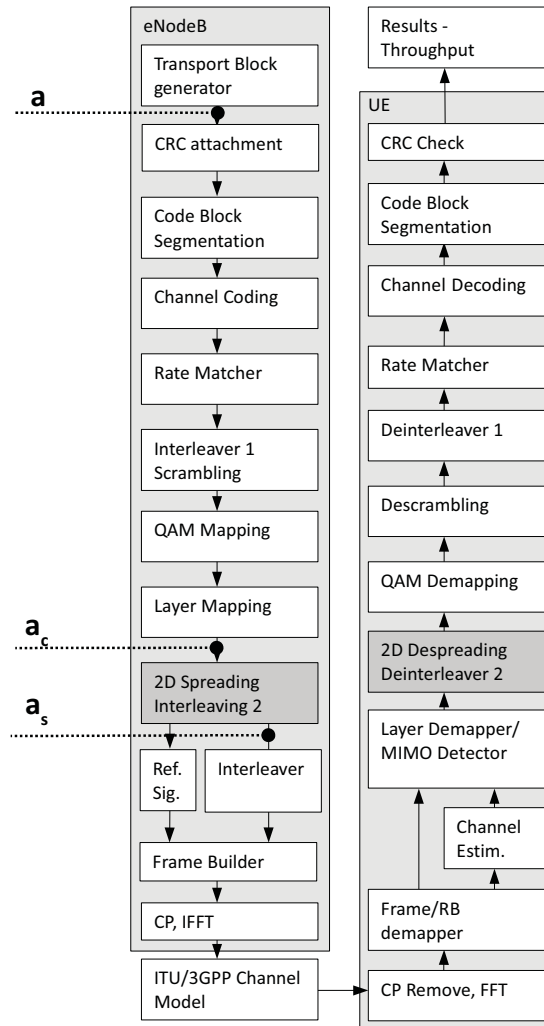 eNodeB
Transport Block
generator
a
CRC attachment
Code Block
Segmentation
Channel Coding
Rate Matcher
Interleaver 1
Scrambling
QAM Mapping
Layer Mapping
a_c
2D Spreading
Interleaving 2
a_s
Ref.
Sig.
Interleaver
Frame Builder
CP, IFFT
ITU/3GPP Channel
Model
Results -
Throughput
UE
CRC Check
Code Block
Segmentation
Channel Decoding
Rate Matcher
Deinterleaver 1
Descrambling
QAM Demapping
2D Despreading
Deinterleaver 2
Layer Demapper/
MIMO Detector
Channel
Estim.
Frame/RB
demapper
CP Remove, FFT